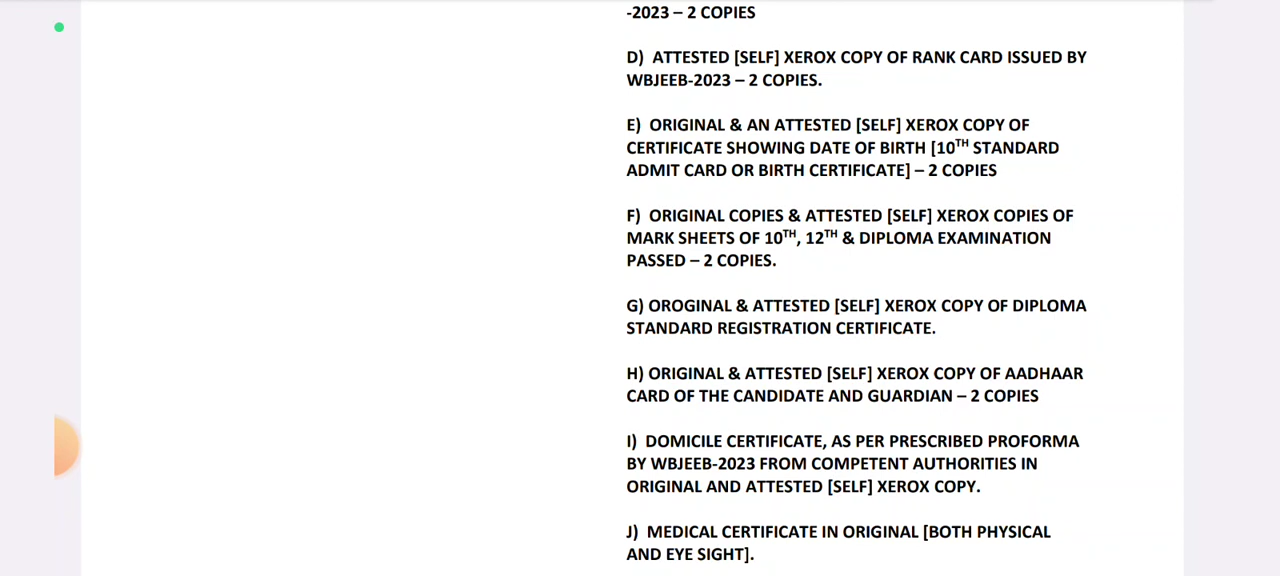 -2023 – 2 COPIES
D) ATTESTED [SELF] XEROX COPY OF RANK CARD ISSUED BY
WBJEEB-2023 – 2 COPIES.
E) ORIGINAL & AN ATTESTED [SELF] XEROX COPY OF
CERTIFICATE SHOWING DATE OF BIRTH [10TH STANDARD
ADMIT CARD OR BIRTH CERTIFICATE] – 2 COPIES
F) ORIGINAL COPIES & ATTESTED [SELF] XEROX COPIES OF
MARK SHEETS OF 10TH, 12TH & DIPLOMA EXAMINATION
PASSED – 2 COPIES.
G) OROGINAL & ATTESTED [SELF] XEROX COPY OF DIPLOMA
STANDARD REGISTRATION CERTIFICATE.
H) ORIGINAL & ATTESTED [SELF] XEROX COPY OF AADHAAR
CARD OF THE CANDIDATE AND GUARDIAN – 2 COPIES
I) DOMICILE CERTIFICATE, AS PER PRESCRIBED PROFORMA
BY WBJEEB-2023 FROM COMPETENT AUTHORITIES IN
ORIGINAL AND ATTESTED [SELF] XEROX COPY.
J) MEDICAL CERTIFICATE IN ORIGINAL [BOTH PHYSICAL
AND EYE SIGHT].